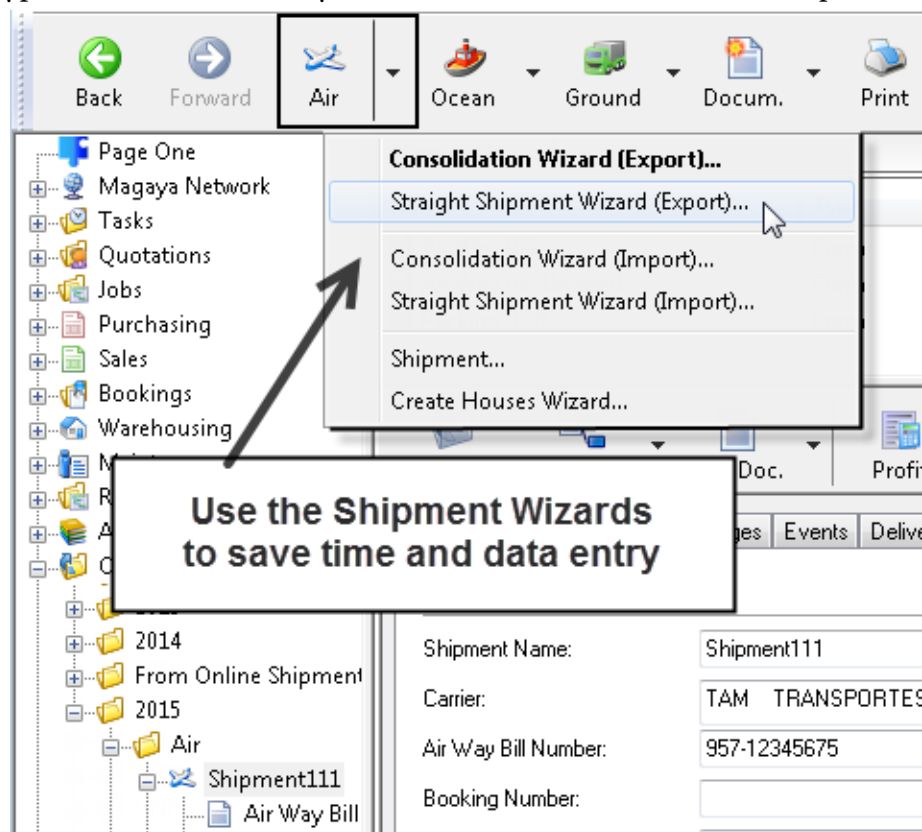 Back Forward Air Ocean Ground Docum. Print
Page One
Magaya Network
Tasks
Quotations
Jobs
Purchasing
Sales
Bookings
Warehousing
Consolidation Wizard (Export)...
Straight Shipment Wizard (Export)...
Consolidation Wizard (Import)...
Straight Shipment Wizard (Import)...
Shipment...
Create Houses Wizard...
Doc. Profi
Use the Shipment Wizards
to save time and data entry
Events Delive
2014
From Online Shipment
2015
Air
Shipment111
Air Way Bill
Shipment Name: Shipment111
Carrier: TAM TRANSPORTES
Air Way Bill Number: 957-12345675
Booking Number: